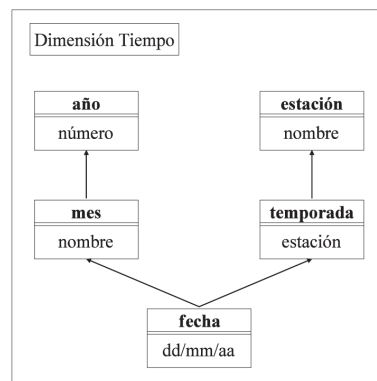 Dimensión Tiempo
año
número
estación
nombre
mes
nombre
temporada
estación
fecha
dd/mm/aa